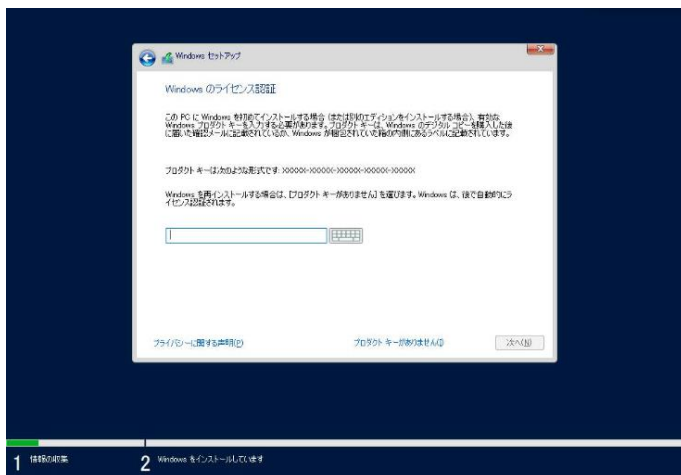 Windows セットアップ
Windows のライセンス認証
この PC に Windows を初めてインストールする場合 (または別のエディションをインストールする場合)、有効な
Windows プロダクト キーを入力する必要があります。プロダクト キーは、Windows のデジタル コピーを購入した後
に届いた確認メールに記載されているか、Windows が梱包されていた箱の内側にあるラベルに記載されています。
プロダクト キーは次のような形式です: XXXXX-XXXXX-XXXXX-XXXXX-XXXXX
Windows を再インストールする場合は、[プロダクト キーがありません] を選びます。Windows は、後で自動的にラ
イセンス認証されます。
プライバシーに関する声明(P)
プロダクト キーがありません(I)
次へ(N)
1 情報の収集
2 Windows をインストールしています